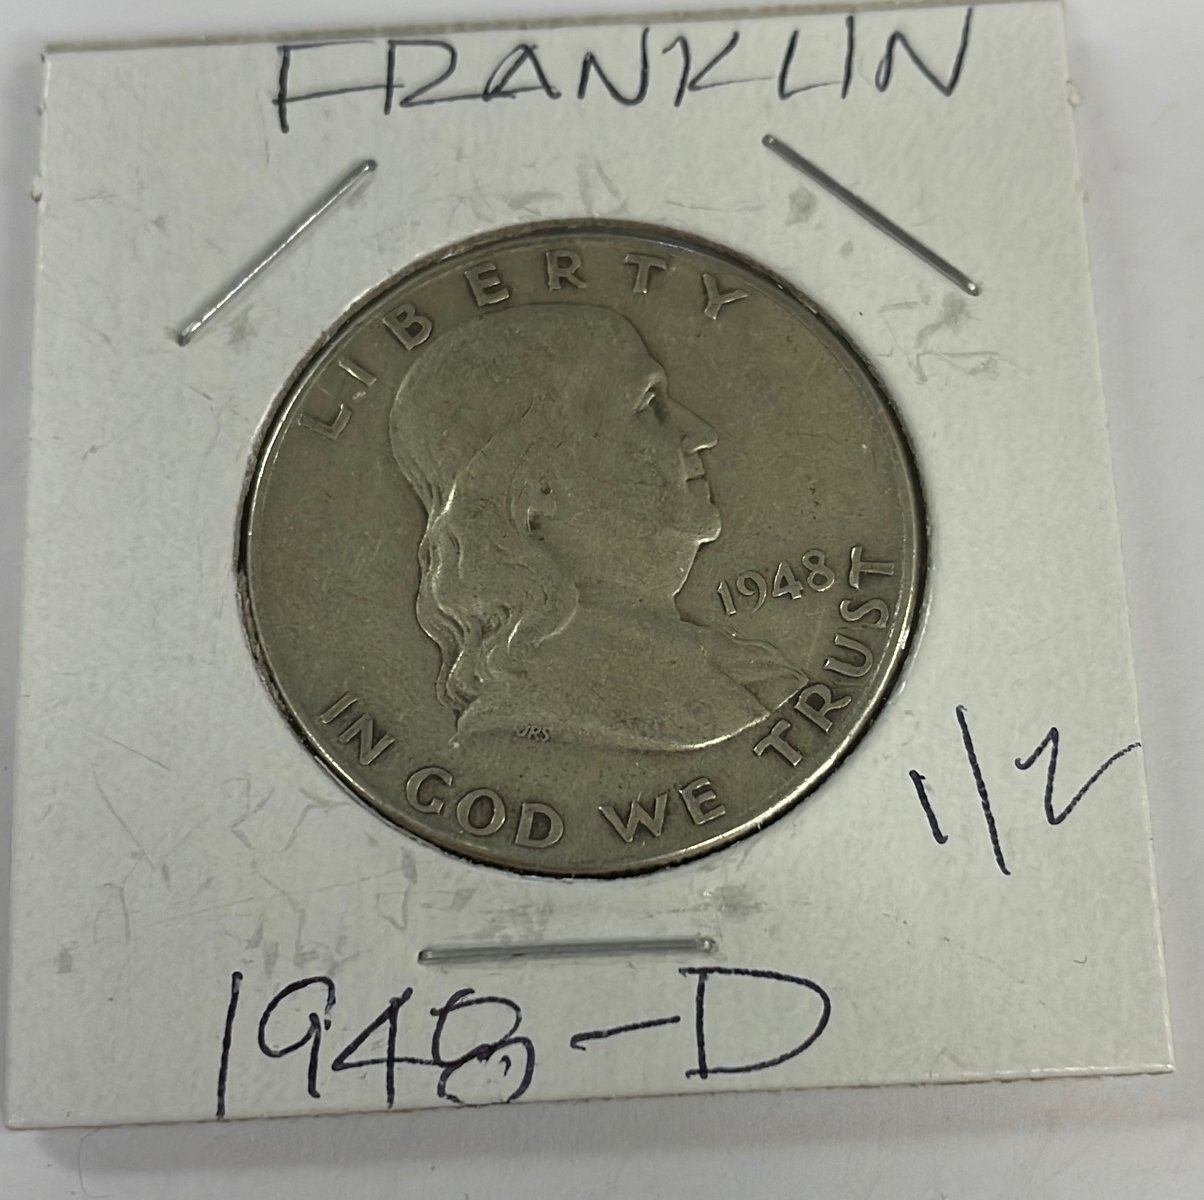 FRANKLIN
LIBERTY
1948
IN GOD WE TRUST
JRS
1/2
1948-D